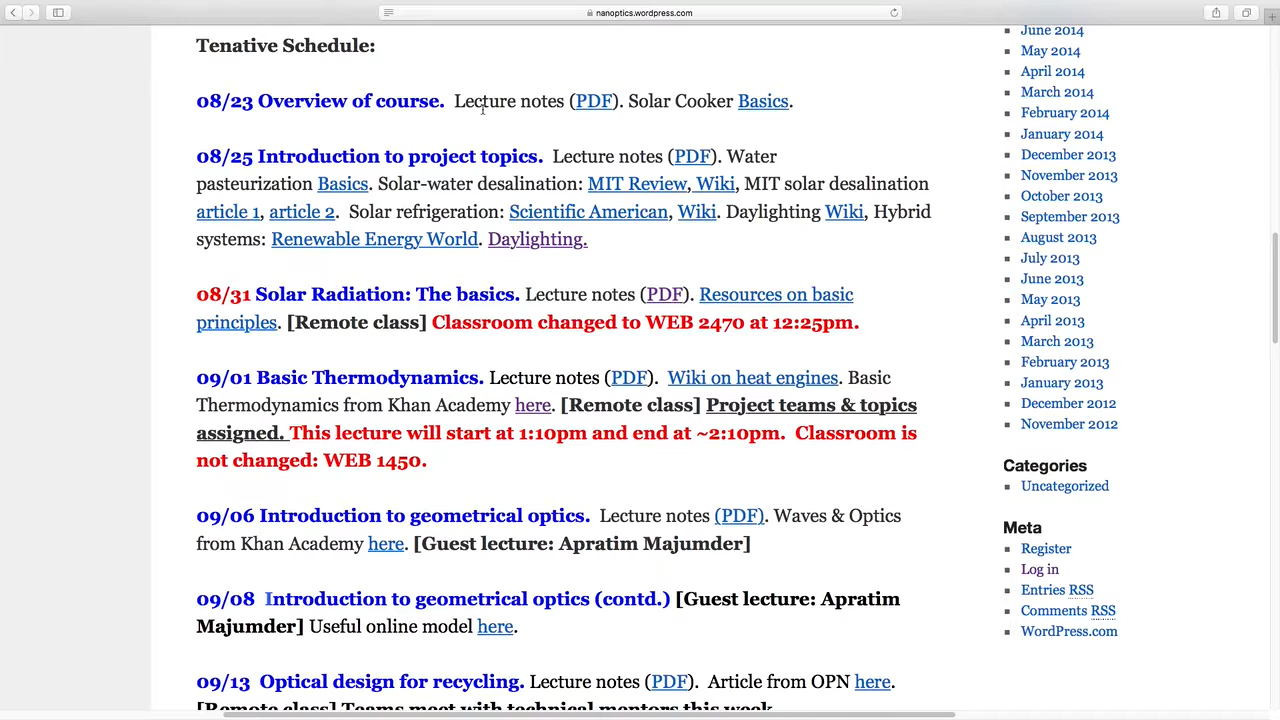 nanoptics.wordpress.com
Tenative Schedule:
08/23 Overview of course.  Lecture notes (PDF). Solar Cooker Basics.
08/25 Introduction to project topics.  Lecture notes (PDF). Water
pasteurization Basics. Solar-water desalination: MIT Review, Wiki, MIT solar desalination
article 1, article 2.  Solar refrigeration: Scientific American, Wiki. Daylighting Wiki, Hybrid
systems: Renewable Energy World. Daylighting.
08/31 Solar Radiation: The basics. Lecture notes (PDF). Resources on basic
principles. [Remote class] Classroom changed to WEB 2470 at 12:25pm.
09/01 Basic Thermodynamics. Lecture notes (PDF).  Wiki on heat engines. Basic
Thermodynamics from Khan Academy here. [Remote class] Project teams & topics
assigned. This lecture will start at 1:10pm and end at ~2:10pm.  Classroom is
not changed: WEB 1450.
09/06 Introduction to geometrical optics.  Lecture notes (PDF). Waves & Optics
from Khan Academy here. [Guest lecture: Apratim Majumder]
09/08  Introduction to geometrical optics (contd.) [Guest lecture: Apratim
Majumder] Useful online model here.
09/13  Optical design for recycling. Lecture notes (PDF).  Article from OPN here.
[Remote class] Teams meet with technical mentors this week.
June 2014
May 2014
April 2014
March 2014
February 2014
January 2014
December 2013
November 2013
October 2013
September 2013
August 2013
July 2013
June 2013
May 2013
April 2013
March 2013
February 2013
January 2013
December 2012
November 2012
Categories
Uncategorized
Meta
Register
Log in
Entries RSS
Comments RSS
WordPress.com